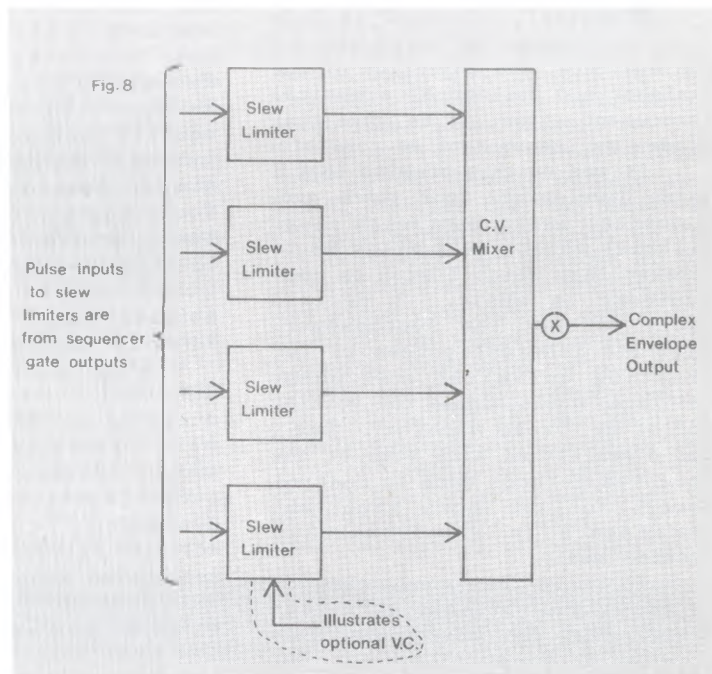 Fig. 8
Slew
Limiter
Slew
Limiter
C.V.
Mixer
Pulse inputs
to slew
limiters are
from sequencer
gate outputs
X
Complex
Envelope
Output
Slew
Limiter
Slew
Limiter
Illustrates
optional V.C.